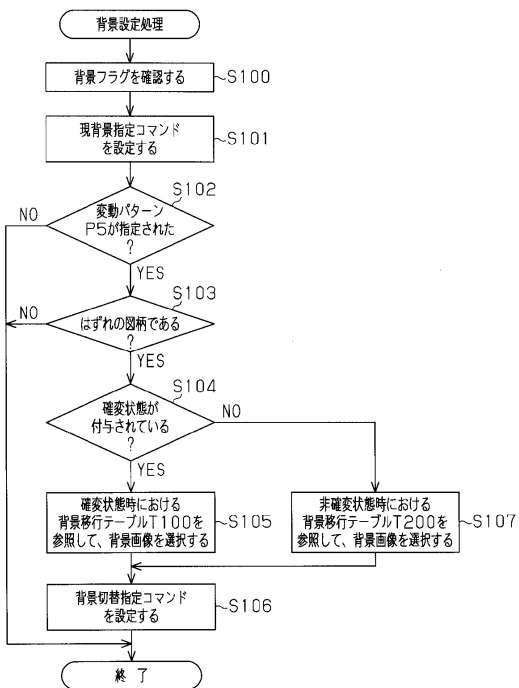 背景設定処理
背景フラグを確認する
S100
現背景指定コマンド
を設定する
S101
S102
変動パターン
P5が指定された
?
NO
YES
S103
はずれの図柄である
?
NO
YES
S104
確変状態が
付与されている
?
NO
YES
確変状態時における
背景移行テーブルT100を
参照して、背景画像を選択する
S105
非確変状態時における
背景移行テーブルT200を
参照して、背景画像を選択する
S107
背景切替指定コマンド
を設定する
S106
終了